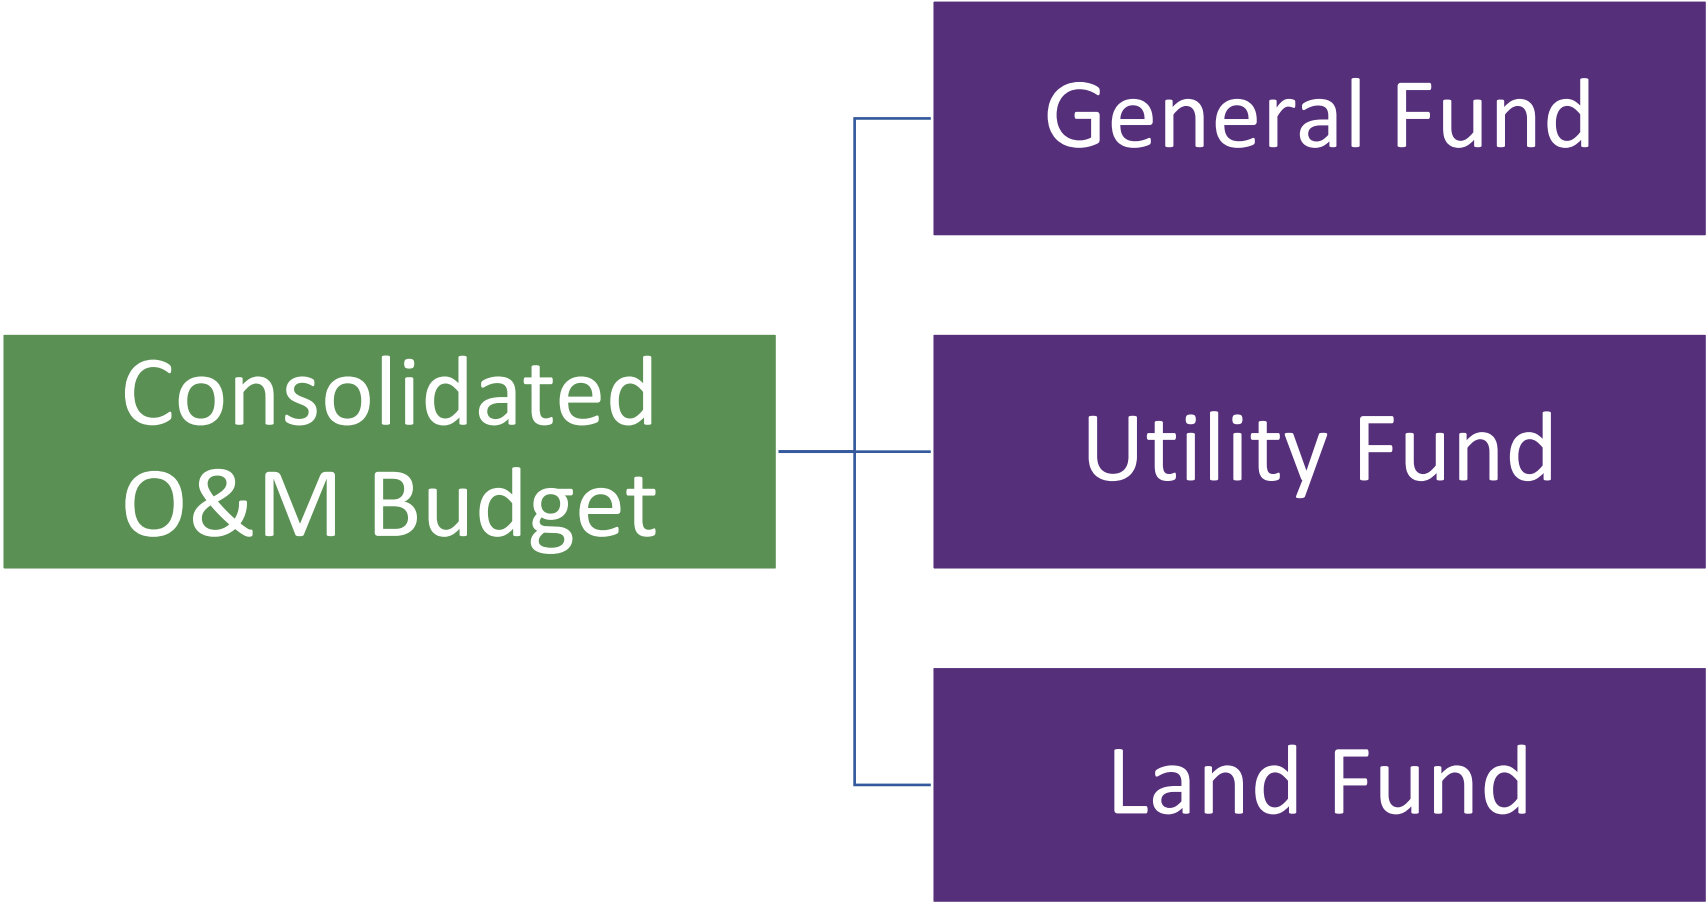 General Fund
Consolidated
O&M Budget
Utility Fund
Land Fund